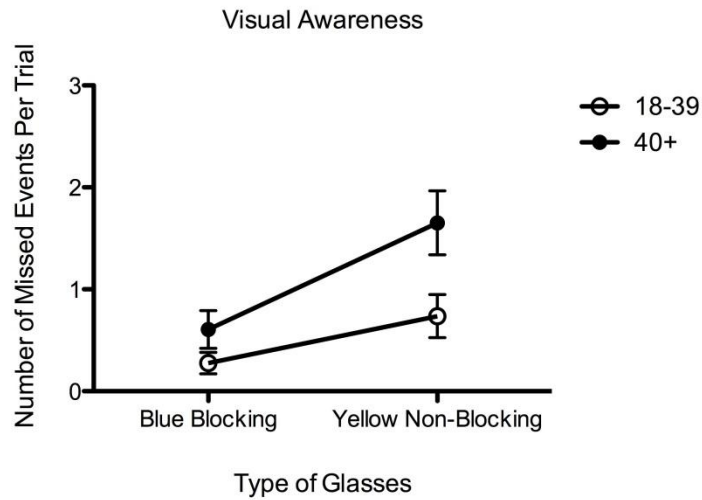 Visual Awareness
Number of Missed Events Per Trial
3
2
1
0
18-39
40+
Blue Blocking
Yellow Non-Blocking
Type of Glasses